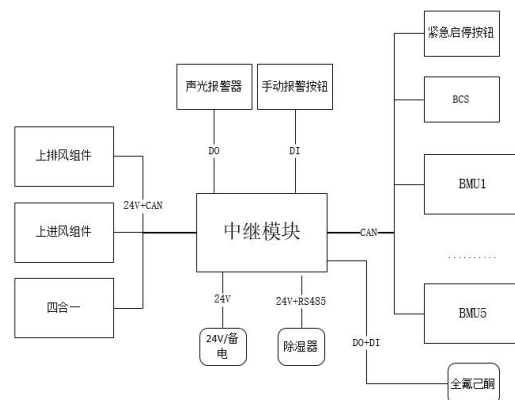 紧急启停按钮
声光报警器
手动报警按钮
BCS
DO
DI
上排风组件
BMU1
24V+CAN
上进风组件
中继模块
CAN
..........
四合一
24V
24V+RS485
BMU5
24V/备
电
除湿器
DO+DI
全氟己酮